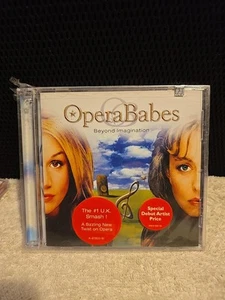 OperaBabes
Beyond Imagination
The #1 U.K.
Smash !
A Sizzling New
Twist on Opera
Special
Debut Artist
Price